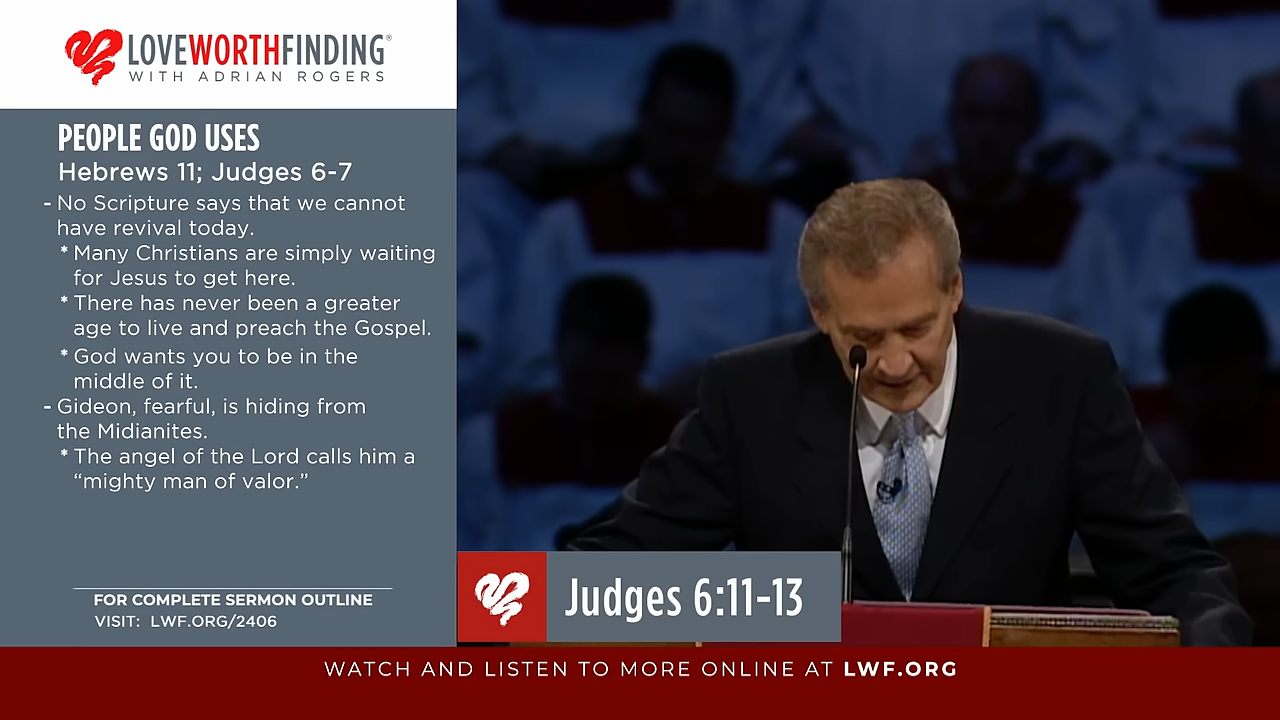 LOVEWORTHFINDING®
WITH ADRIAN ROGERS
PEOPLE GOD USES
Hebrews 11; Judges 6-7
- No Scripture says that we cannot
have revival today.
* Many Christians are simply waiting
for Jesus to get here.
* There has never been a greater
age to live and preach the Gospel.
* God wants you to be in the
middle of it.
- Gideon, fearful, is hiding from
the Midianites.
* The angel of the Lord calls him a
“mighty man of valor.”
FOR COMPLETE SERMON OUTLINE
VISIT: LWF.ORG/2406
Judges 6:11-13
WATCH AND LISTEN TO MORE ONLINE AT LWF.ORG